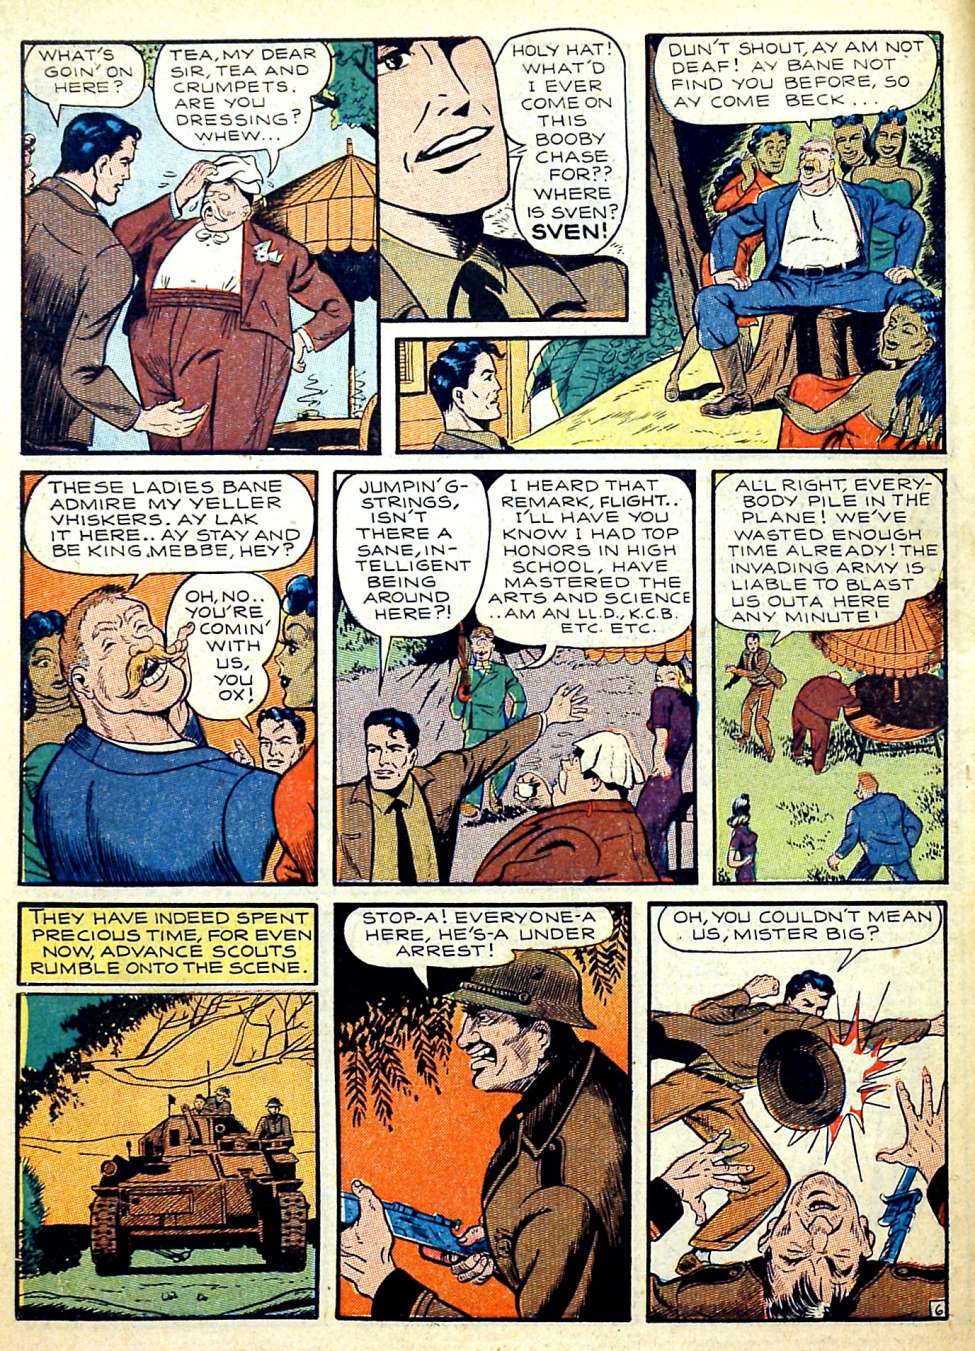 WHAT'S
GOIN' ON
HERE?
TEA, MY DEAR
SIR, TEA AND
CRUMPETS.
ARE YOU
DRESSING?
WHEW...
HOLY HAT!
WHAT'D
I EVER
COME ON
THIS
BOOBY
CHASE
FOR??
WHERE
IS SVEN?
SVEN!
DUN'T SHOUT, AY AM NOT
DEAF! AY BANE NOT
FIND YOU BEFORE, SO
AY COME BECK...
THESE LADIES BANE
ADMIRE MY YELLER
VHISKERS. AY LAK
IT HERE.. AY STAY AND
BE KING, MEBBE, HEY?
OH, NO..
YOU'RE
COMIN'
WITH
US,
YOU
OX!
JUMPIN' G-
STRINGS,
ISN'T
THERE A
SANE, IN-
TELLIGENT
BEING
AROUND
HERE?!
I HEARD THAT
REMARK, FLIGHT..
I'LL HAVE YOU
KNOW I HAD TOP
HONORS IN HIGH
SCHOOL, HAVE
MASTERED THE
ARTS AND SCIENCE
..AM AN LL.D., K.C.B.
ETC. ETC.
ALL RIGHT, EVERY-
BODY PILE IN THE
PLANE! WE'VE
WASTED ENOUGH
TIME ALREADY! THE
INVADING ARMY IS
LIABLE TO BLAST
US OUTA HERE
ANY MINUTE!
THEY HAVE INDEED SPENT
PRECIOUS TIME, FOR EVEN
NOW, ADVANCE SCOUTS
RUMBLE ONTO THE SCENE.
STOP-A! EVERYONE-A
HERE, HE'S-A UNDER
ARREST!
OH, YOU COULDN'T MEAN
US, MISTER BIG?
6